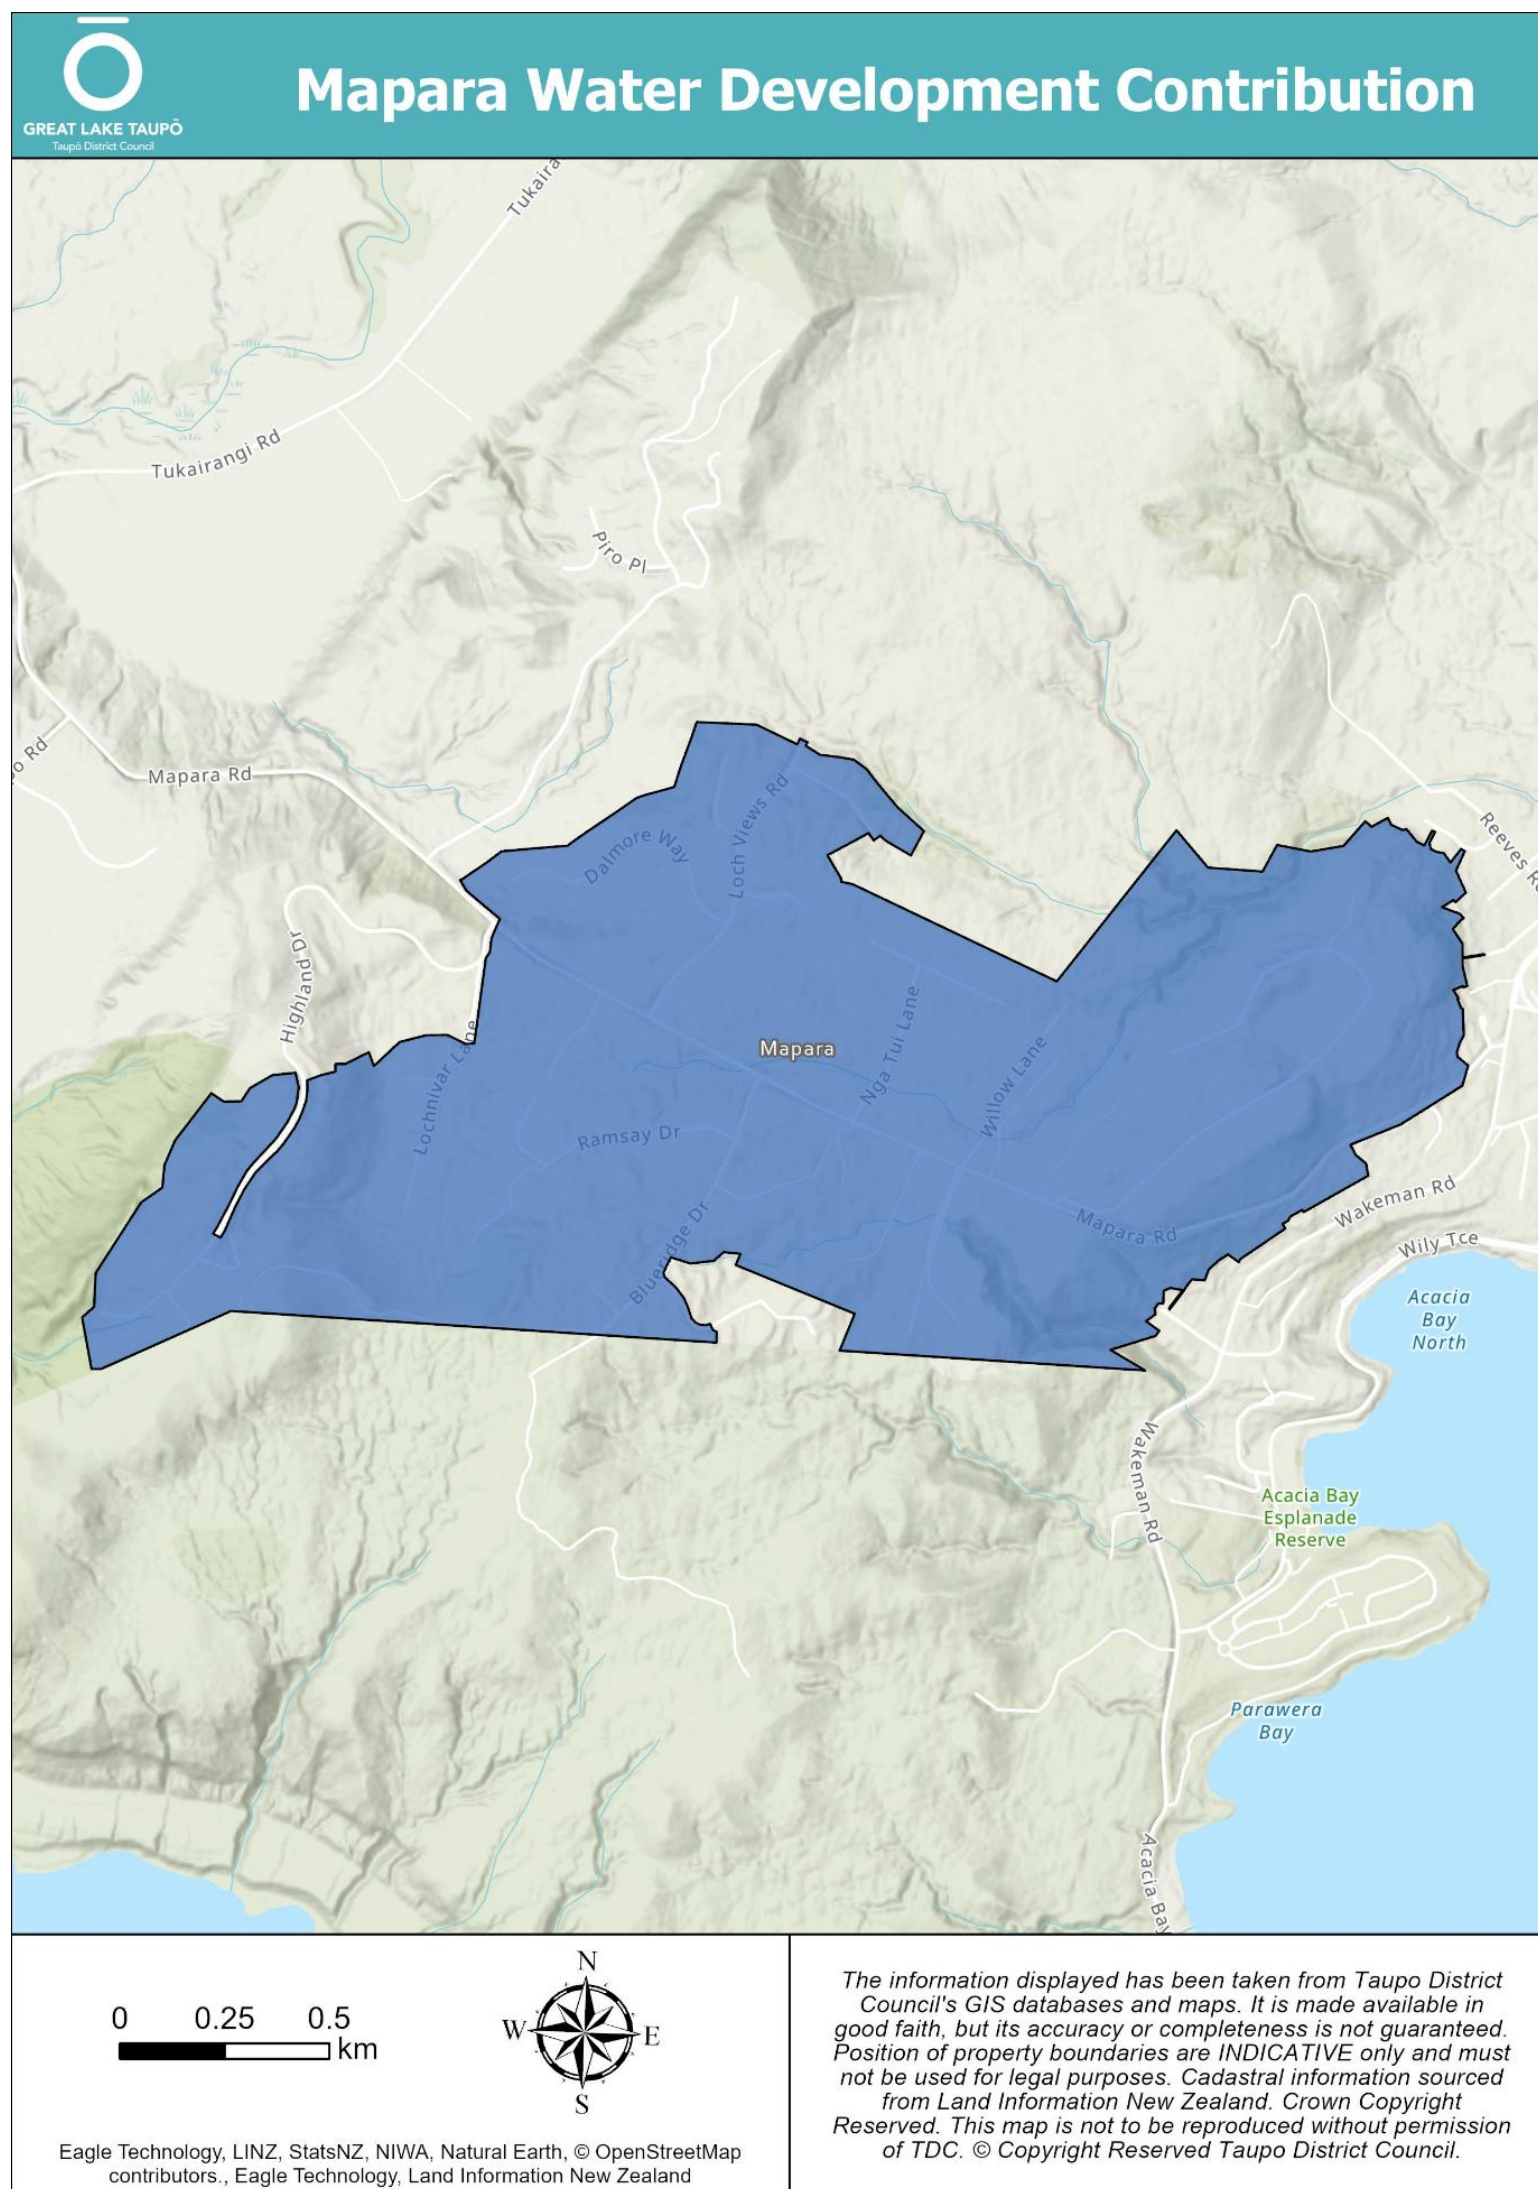 GREAT LAKE TAUPŌ
Taupō District Council
Mapara Water Development Contribution
Tukaira
Tukairangi Rd
Piro Pl
o Rd
Mapara Rd
Reeves R
Dalmore Way
Loch Views Rd
Highland Dr
Lochnivar Lane
Mapara
Nga Tui Lane
Willow Lane
Ramsay Dr
Blueridge Dr
Mapara Rd
Wakeman Rd
Wily Tce
Acacia
Bay
North
Wakeman Rd
Acacia Bay
Esplanade
Reserve
Parawera
Bay
Acacia Bay
0 0.25 0.5
km
N
W E
S
Eagle Technology, LINZ, StatsNZ, NIWA, Natural Earth, © OpenStreetMap
contributors., Eagle Technology, Land Information New Zealand
The information displayed has been taken from Taupo District
Council's GIS databases and maps. It is made available in
good faith, but its accuracy or completeness is not guaranteed.
Position of property boundaries are INDICATIVE only and must
not be used for legal purposes. Cadastral information sourced
from Land Information New Zealand. Crown Copyright
Reserved. This map is not to be reproduced without permission
of TDC. © Copyright Reserved Taupo District Council.